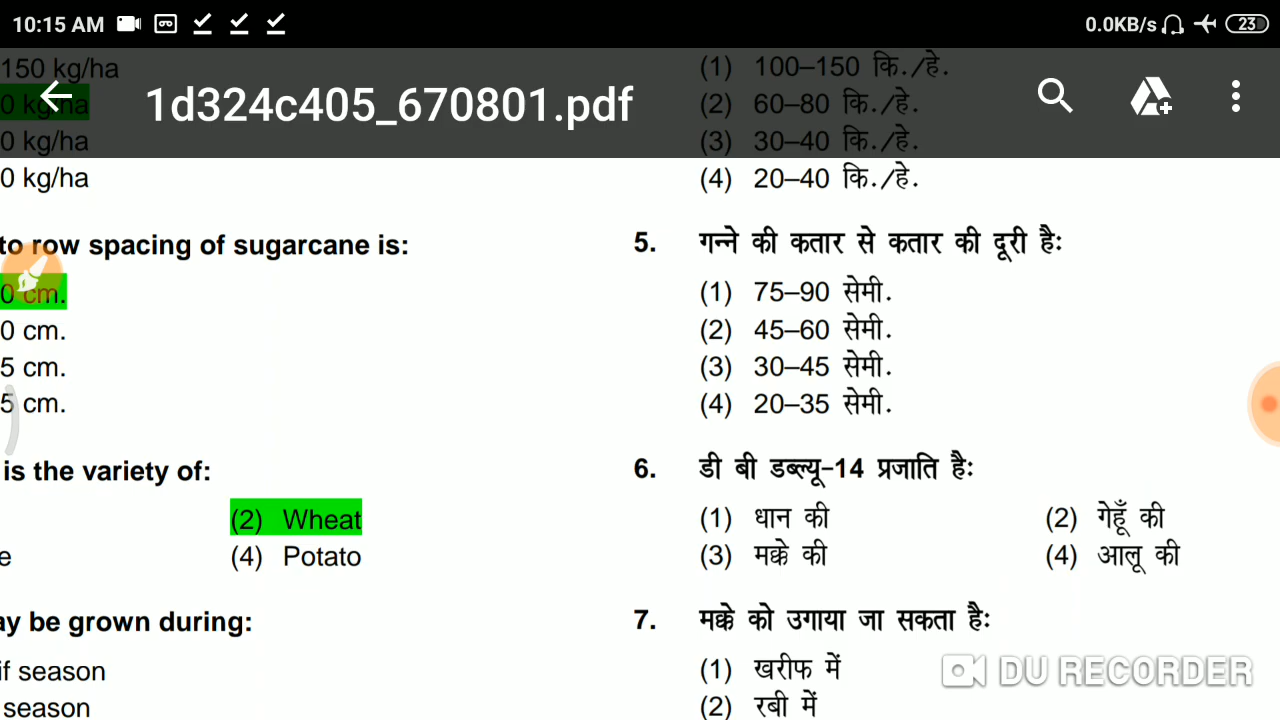 10:15 AM
0.0KB/s
23
1d324c405_670801.pdf
150 kg/ha
0 kg/ha
0 kg/ha
0 kg/ha
to row spacing of sugarcane is:
0 cm.
0 cm.
5 cm.
5 cm.
is the variety of:
(2) Wheat
e (4) Potato
ay be grown during:
if season
season
(1) 100–150 कि./हे.
(2) 60–80 कि./हे.
(3) 30–40 कि./हे.
(4) 20–40 कि./हे.
5. गन्ने की कतार से कतार की दूरी हैः
(1) 75–90 सेमी.
(2) 45–60 सेमी.
(3) 30–45 सेमी.
(4) 20–35 सेमी.
6. डी बी डब्ल्यू-14 प्रजाति हैः
(1) धान की (2) गेहूँ की
(3) मक्के की (4) आलू की
7. मक्के को उगाया जा सकता हैः
(1) खरीफ में
(2) रबी में
DU RECORDER